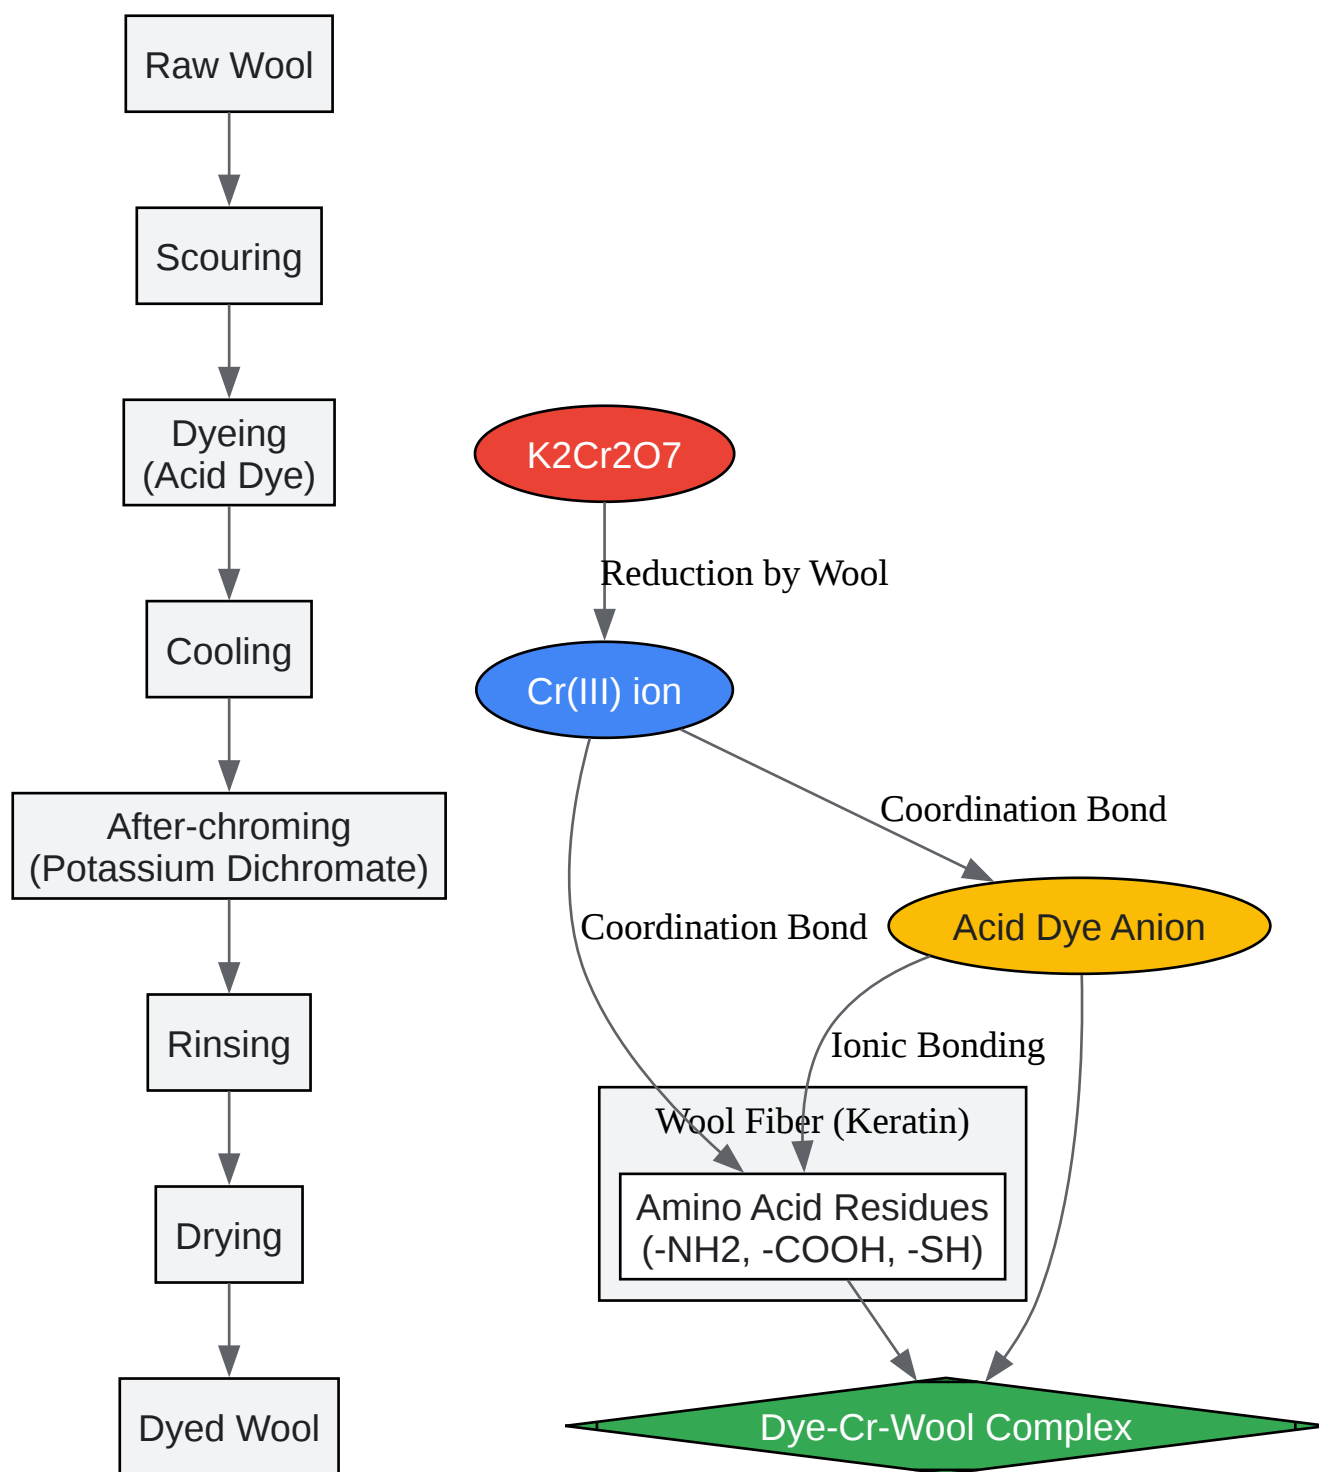 Raw Wool
Scouring
Dyeing
(Acid Dye)
Cooling
After-chroming
(Potassium Dichromate)
Rinsing
Drying
Dyed Wool
K2Cr2O7
Reduction by Wool
Cr(III) ion
Coordination Bond
Coordination Bond
Acid Dye Anion
Ionic Bonding
Wool Fiber (Keratin)
Amino Acid Residues
(-NH2, -COOH, -SH)
Dye-Cr-Wool Complex